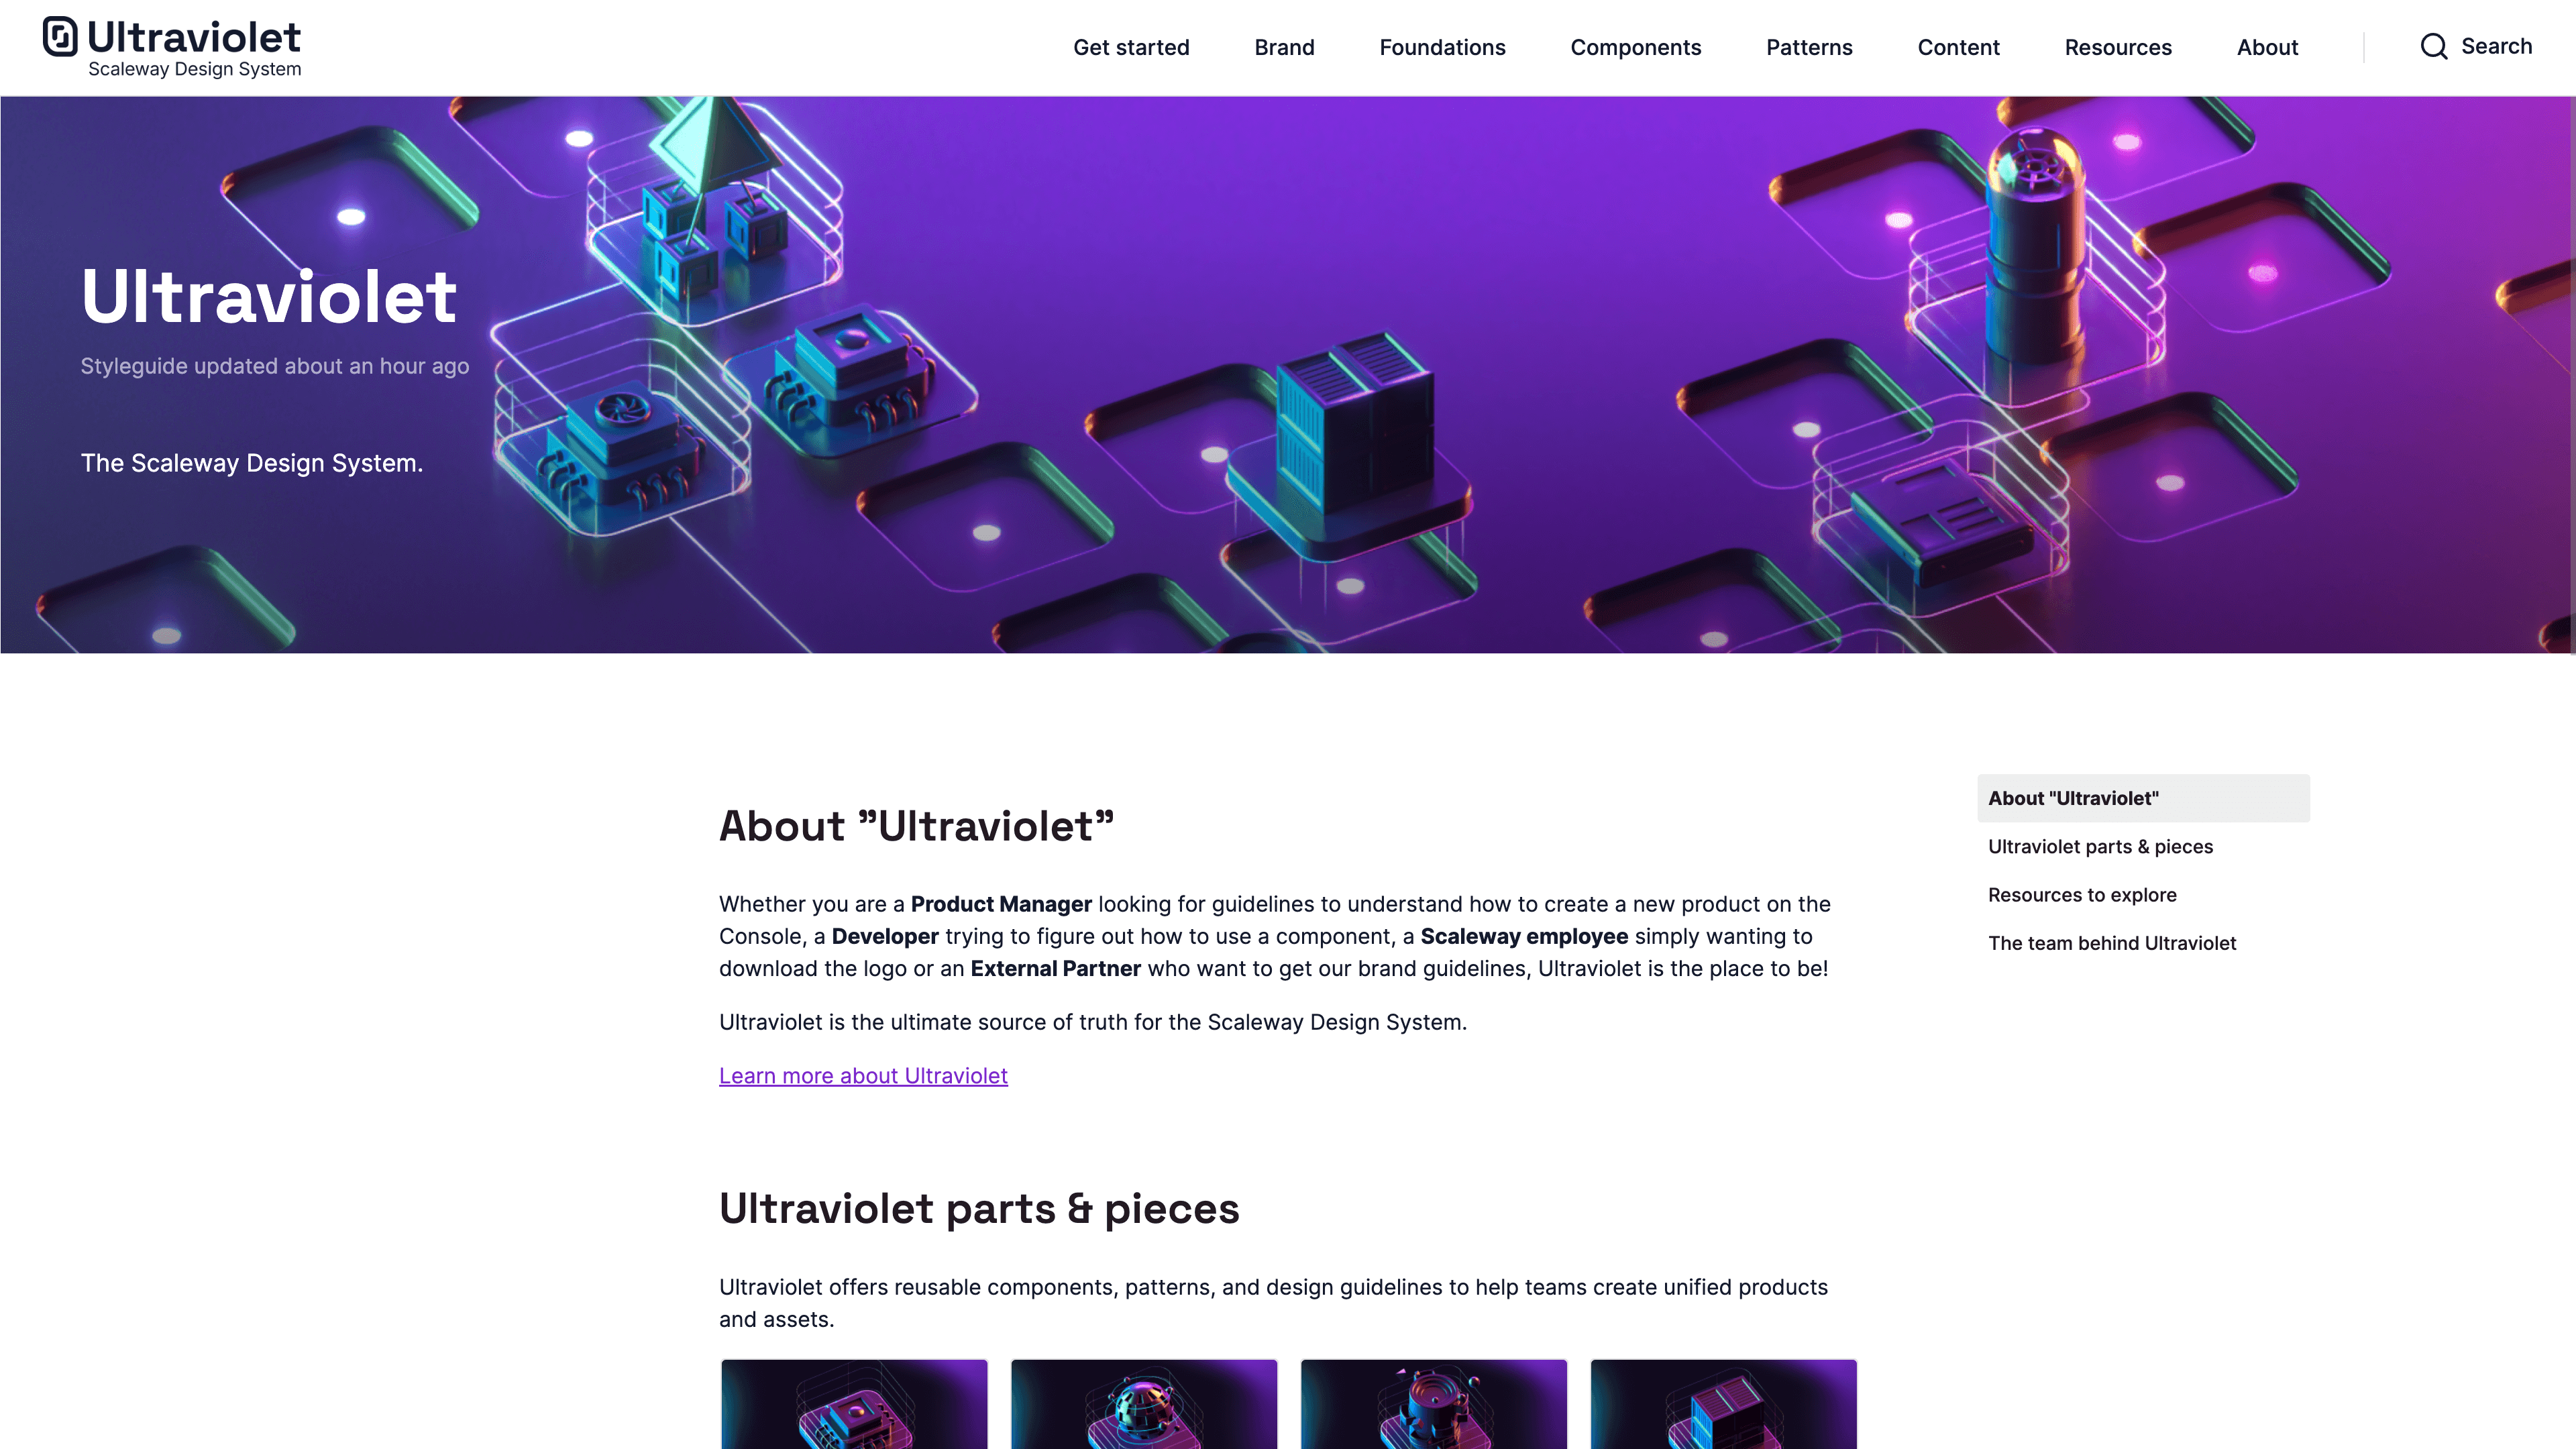 Ultraviolet
Scaleway Design System
Get started
Brand
Foundations
Components
Patterns
Content
Resources
About
Search
Ultraviolet
Styleguide updated about an hour ago
The Scaleway Design System.
About "Ultraviolet"
Whether you are a Product Manager looking for guidelines to understand how to create a new product on the
Console, a Developer trying to figure out how to use a component, a Scaleway employee simply wanting to
download the logo or an External Partner who want to get our brand guidelines, Ultraviolet is the place to be!
Ultraviolet is the ultimate source of truth for the Scaleway Design System.
Learn more about Ultraviolet
Ultraviolet parts & pieces
Ultraviolet offers reusable components, patterns, and design guidelines to help teams create unified products
and assets.
About "Ultraviolet"
Ultraviolet parts & pieces
Resources to explore
The team behind Ultraviolet